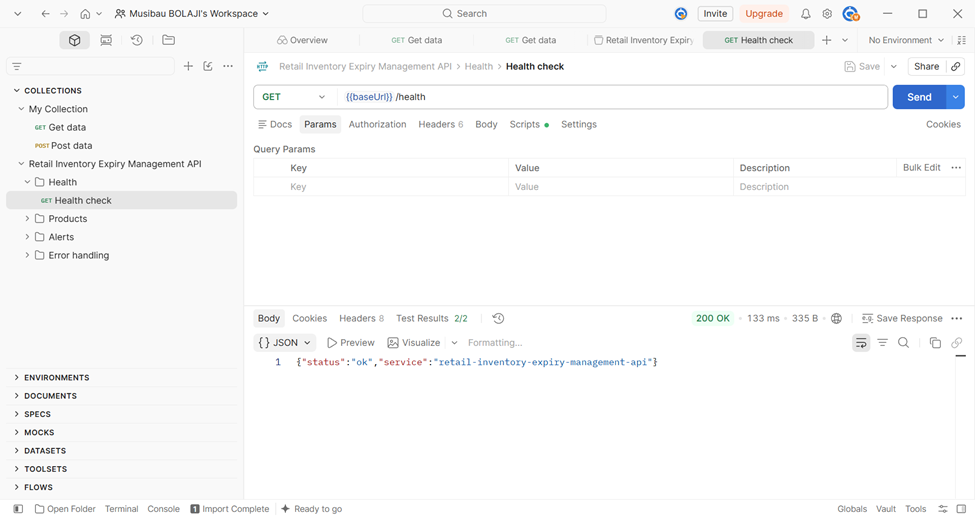 Musibau BOLAJI's Workspace
Search
Invite
Upgrade
Overview
GET Get data
GET Get data
Retail Inventory Expiry
GET Health check
No Environment
COLLECTIONS
My Collection
GET Get data
POST Post data
Retail Inventory Expiry Management API
Health
GET Health check
Products
Alerts
Error handling
ENVIRONMENTS
DOCUMENTS
SPECS
MOCKS
DATASETS
TOOLSETS
FLOWS
HTTP
Retail Inventory Expiry Management API > Health > Health check
Save
Share
GET
{{baseUrl}} /health
Send
Docs Params Authorization Headers 6 Body Scripts Settings
Cookies
Query Params
Key Value Description Bulk Edit
Key Value Description
Body Cookies Headers 8 Test Results 2/2
200 OK • 133 ms • 335 B
e.g. Save Response
{} JSON Preview Visualize Formatting...
1 {"status":"ok","service":"retail-inventory-expiry-management-api"}
Open Folder Terminal Console 1 Import Complete Ready to go
Globals Vault Tools